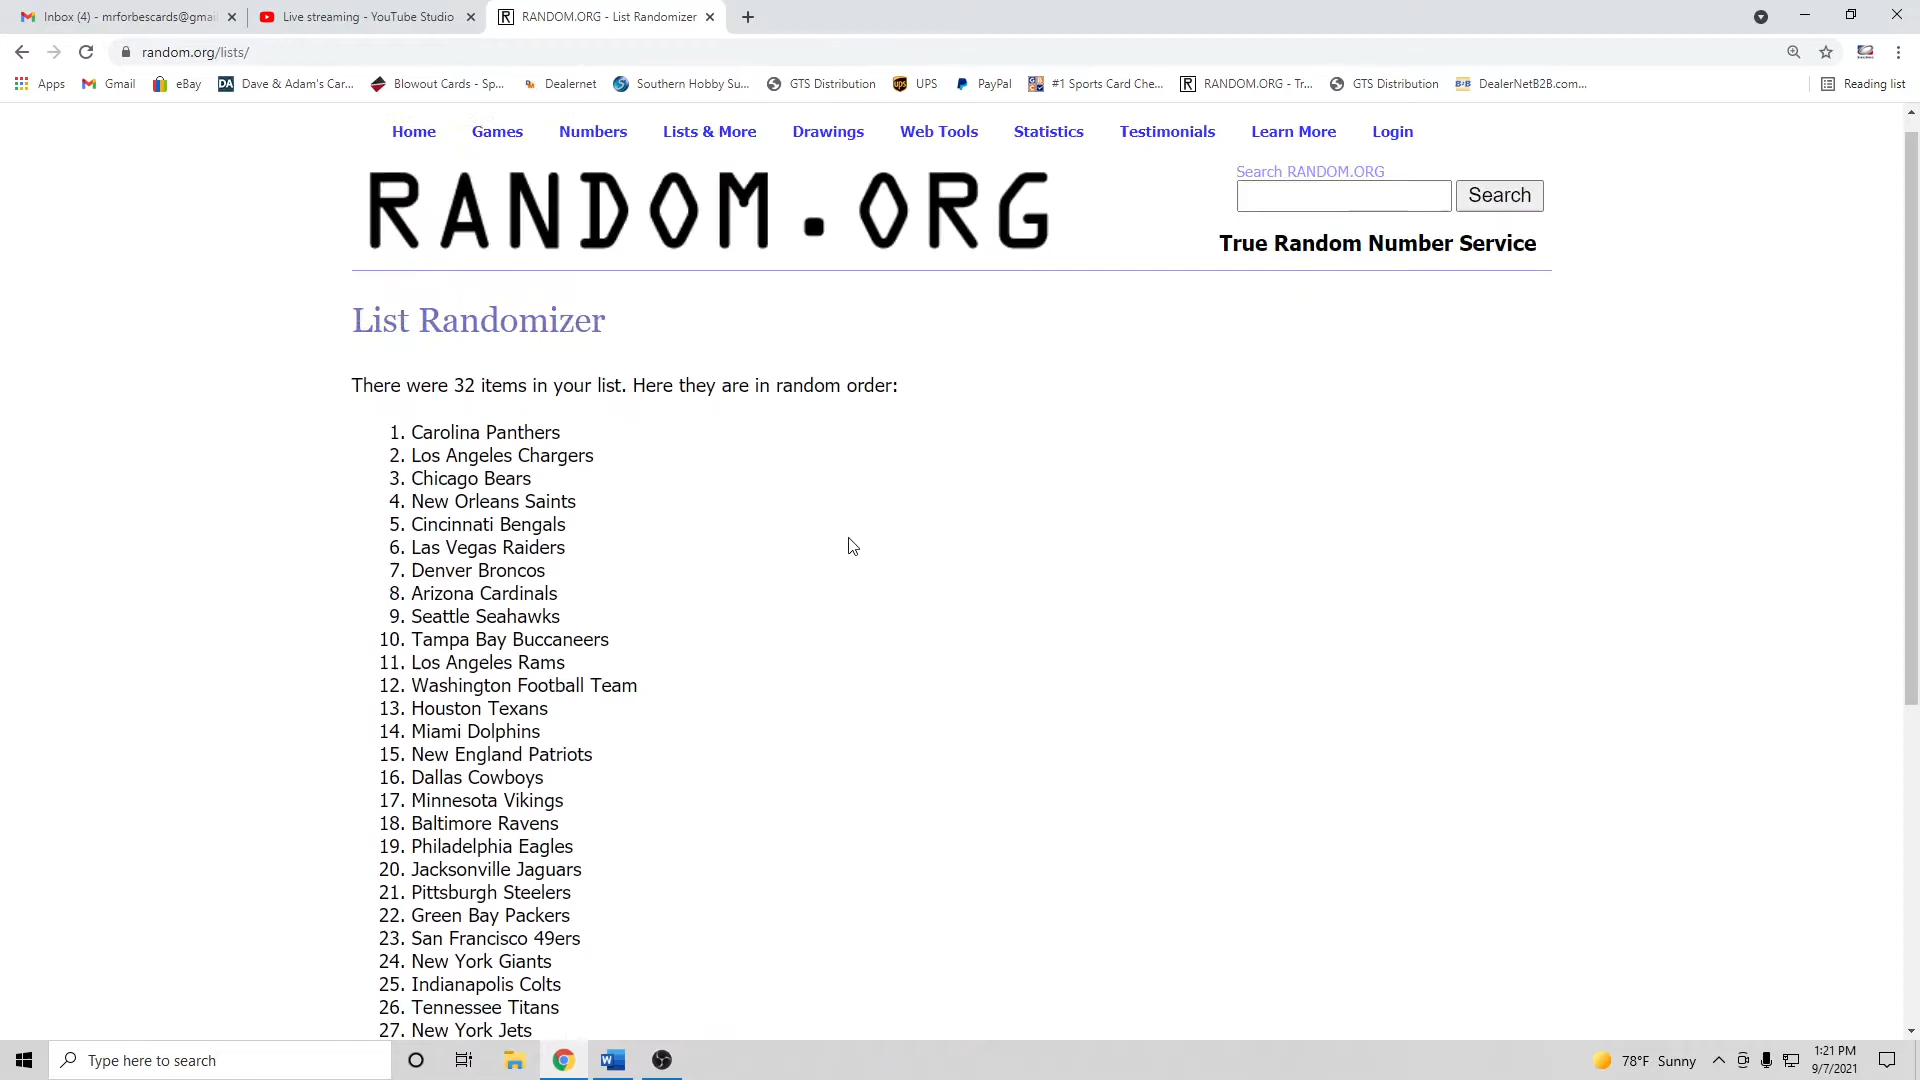 Inbox (4) - mrforbescards@gmai
Live streaming - YouTube Studio
RANDOM.ORG - List Randomizer
random.org/lists/
Apps
Gmail
eBay
Dave & Adam's Car...
Blowout Cards - Sp...
Dealernet
Southern Hobby Su...
GTS Distribution
UPS
PayPal
#1 Sports Card Che...
RANDOM.ORG - Tr...
GTS Distribution
DealerNetB2B.com...
Reading list
Home Games Numbers Lists & More Drawings Web Tools Statistics Testimonials Learn More Login
RANDOM.ORG
Search RANDOM.ORG
Search
True Random Number Service
List Randomizer
There were 32 items in your list. Here they are in random order:
1. Carolina Panthers
2. Los Angeles Chargers
3. Chicago Bears
4. New Orleans Saints
5. Cincinnati Bengals
6. Las Vegas Raiders
7. Denver Broncos
8. Arizona Cardinals
9. Seattle Seahawks
10. Tampa Bay Buccaneers
11. Los Angeles Rams
12. Washington Football Team
13. Houston Texans
14. Miami Dolphins
15. New England Patriots
16. Dallas Cowboys
17. Minnesota Vikings
18. Baltimore Ravens
19. Philadelphia Eagles
20. Jacksonville Jaguars
21. Pittsburgh Steelers
22. Green Bay Packers
23. San Francisco 49ers
24. New York Giants
25. Indianapolis Colts
26. Tennessee Titans
27. New York Jets
Type here to search
78°F Sunny
1:21 PM
9/7/2021